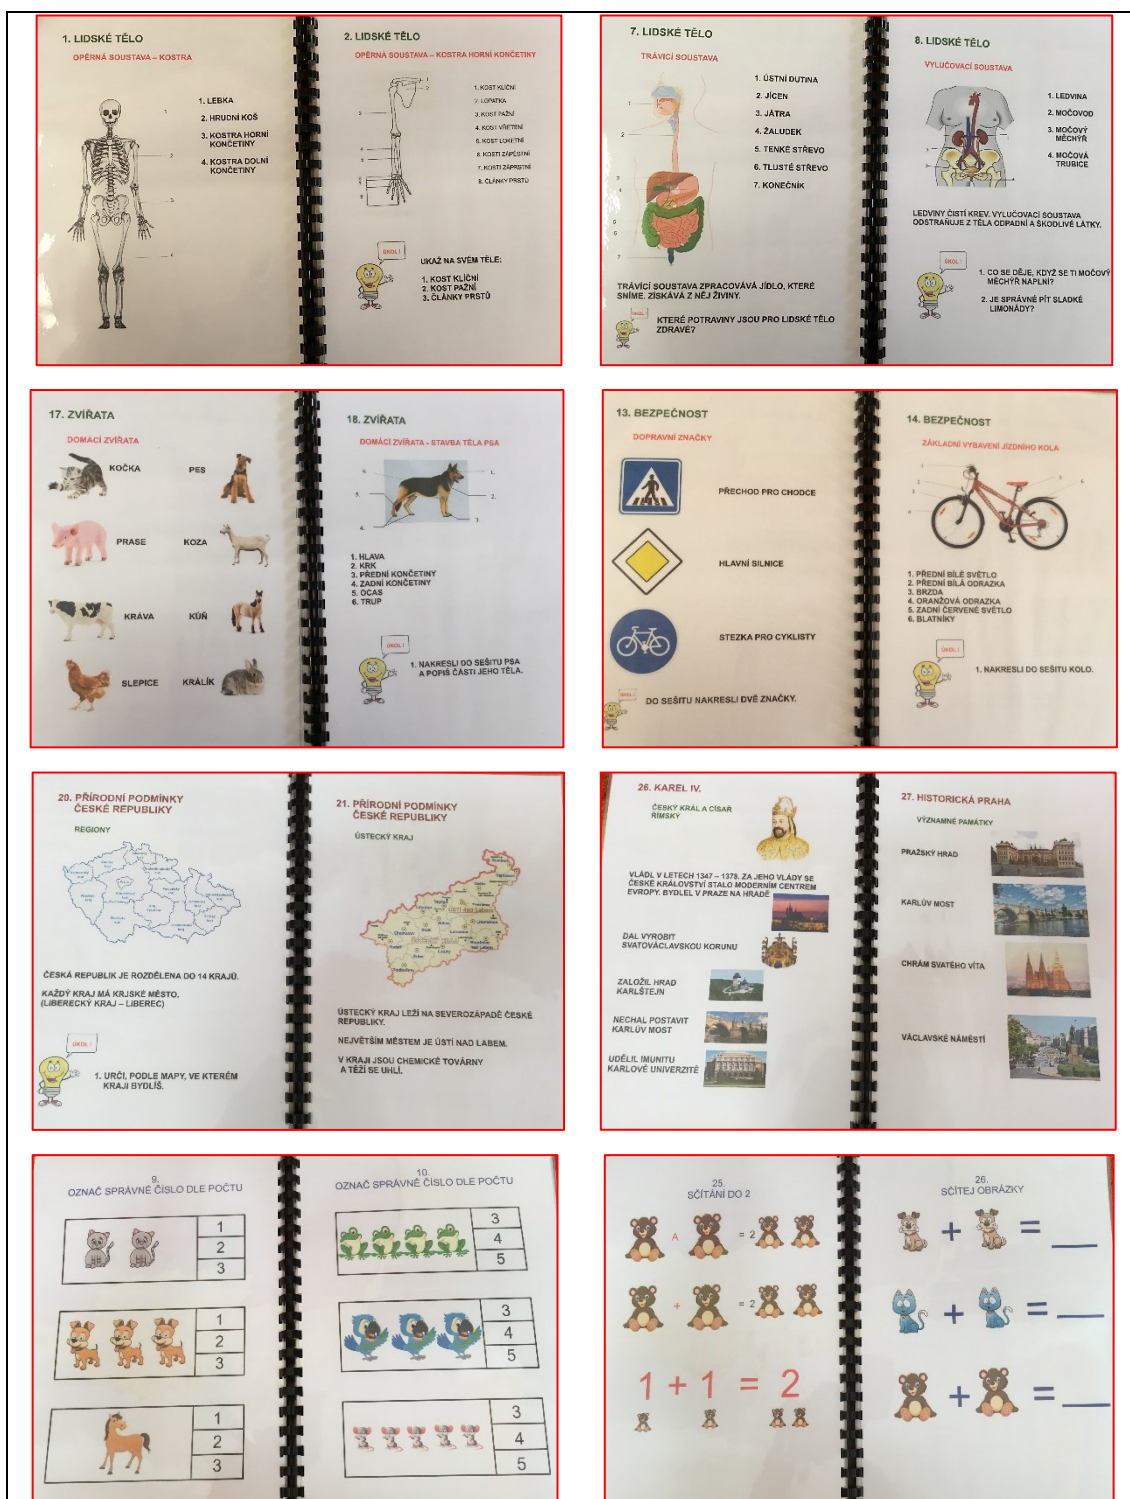 1. LIDSKÉ TĚLO
OPĚRNÁ SOUSTAVA – KOSTRA
1. LEBKA
2. HRUDNÍ KOŠ
3. KOSTRA HORNÍ
KONČETINY
4. KOSTRA DOLNÍ
KONČETINY
2. LIDSKÉ TĚLO
OPĚRNÁ SOUSTAVA – KOSTRA HORNÍ KONČETINY
1. KOST KLÍČNÍ
2. LOPATKA
3. KOST PAŽNÍ
4. KOST VŘETENÍ
5. KOST LOKETNÍ
6. KOSTI ZÁPĚSTNÍ
7. KOSTI ZÁPRSTNÍ
8. ČLÁNKY PRSTŮ
ÚKOL!
UKAŽ NA SVÉM TĚLE:
1. KOST KLÍČNÍ
2. KOST PAŽNÍ
3. ČLÁNKY PRSTŮ
7. LIDSKÉ TĚLO
TRÁVICÍ SOUSTAVA
1. ÚSTNÍ DUTINA
2. JÍCEN
3. JÁTRA
4. ŽALUDEK
5. TENKÉ STŘEVO
6. TLUSTÉ STŘEVO
7. KONEČNÍK
TRÁVÍCÍ SOUSTAVA ZPRACOVÁVÁ JÍDLO, KTERÉ
SNÍME. ZÍSKÁVÁ Z NĚJ ŽIVINY.
ÚKOL!
KTERÉ POTRAVINY JSOU PRO LIDSKÉ TĚLO
ZDRAVÉ?
8. LIDSKÉ TĚLO
VYLUČOVACÍ SOUSTAVA
1. LEDVINA
2. MOČOVOD
3. MOČOVÝ
MĚCHÝŘ
4. MOČOVÁ
TRUBICE
LEDVINY ČISTÍ KREV. VYLUČOVACÍ SOUSTAVA
ODSTRAŇUJE Z TĚLA ODPADNÍ A ŠKODLIVÉ LÁTKY.
ÚKOL!
1. CO SE DĚJE, KDYŽ SE TI MOČOVÝ
MĚCHÝŘ NAPLNÍ?
2. JE SPRÁVNÉ PÍT SLADKÉ
LIMONÁDY?
17. ZVÍŘATA
DOMÁCÍ ZVÍŘATA
KOČKA PES
PRASE KOZA
KRÁVA KŮŇ
SLEPICE KRÁLÍK
18. ZVÍŘATA
DOMÁCÍ ZVÍŘATA - STAVBA TĚLA PSA
1. HLAVA
2. KRK
3. PŘEDNÍ KONČETINY
4. ZADNÍ KONČETINY
5. OCAS
6. TRUP
ÚKOL!
1. NAKRESLI DO SEŠITU PSA
A POPIŠ ČÁSTI JEHO TĚLA.
13. BEZPEČNOST
DOPRAVNÍ ZNAČKY
PŘECHOD PRO CHODCE
HLAVNÍ SILNICE
STEZKA PRO CYKLISTY
ÚKOL!
DO SEŠITU NAKRESLI DVĚ ZNAČKY.
14. BEZPEČNOST
ZÁKLADNÍ VYBAVENÍ JÍZDNÍHO KOLA
1. PŘEDNÍ BÍLÉ SVĚTLO
2. PŘEDNÍ BÍLÁ ODRAZKA
3. BRZDA
4. ORANŽOVÁ ODRAZKA
5. ZADNÍ ČERVENÉ SVĚTLO
6. BLATNÍKY
ÚKOL!
1. NAKRESLI DO SEŠITU KOLO.
20. PŘÍRODNÍ PODMÍNKY
ČESKÉ REPUBLIKY
REGIONY
ČESKÁ REPUBLIK JE ROZDĚLENA DO 14 KRAJŮ.
KAŽDÝ KRAJ MÁ KRJSKÉ MĚSTO.
(LIBERECKÝ KRAJ – LIBEREC)
ÚKOL!
1. URČI, PODLE MAPY, VE KTERÉM
KRAJI BYDLÍŠ.
21. PŘÍRODNÍ PODMÍNKY
ČESKÉ REPUBLIKY
ÚSTECKÝ KRAJ
ÚSTECKÝ KRAJ LEŽÍ NA SEVEROZÁPADĚ ČESKÉ
REPUBLIKY.
NEJVĚTŠÍM MĚSTEM JE ÚSTÍ NAD LABEM.
V KRAJI JSOU CHEMICKÉ TOVÁRNY
A TĚŽÍ SE UHLÍ.
26. KAREL IV.
ČESKÝ KRÁL A CÍSAŘ
ŘÍMSKÝ
VLÁDL V LETECH 1347 – 1378. ZA JEHO VLÁDY SE
ČESKÉ KRÁLOVSTVÍ STALO MODERNÍM CENTREM
EVROPY. BYDLEL V PRAZE NA HRADĚ
DAL VYROBIT
SVATOVÁCLAVSKOU KORUNU
ZALOŽIL HRAD
KARLŠTEJN
NECHAL POSTAVIT
KARLŮV MOST
UDĚLIL IMUNITU
KARLOVĚ UNIVERZITĚ
27. HISTORICKÁ PRAHA
VÝZNAMNÉ PAMÁTKY
PRAŽSKÝ HRAD
KARLŮV MOST
CHRÁM SVATÉHO VÍTA
VÁCLAVSKÉ NÁMĚSTÍ
9.
OZNAČ SPRÁVNÉ ČÍSLO DLE POČTU
1
2
3
1
2
3
1
2
3
10.
OZNAČ SPRÁVNÉ ČÍSLO DLE POČTU
3
4
5
3
4
5
3
4
5
25.
SČÍTÁNÍ DO 2
A = 2
+ = 2
1 + 1 = 2
26.
SČÍTEJ OBRÁZKY
+ = __
+ = __
+ = __